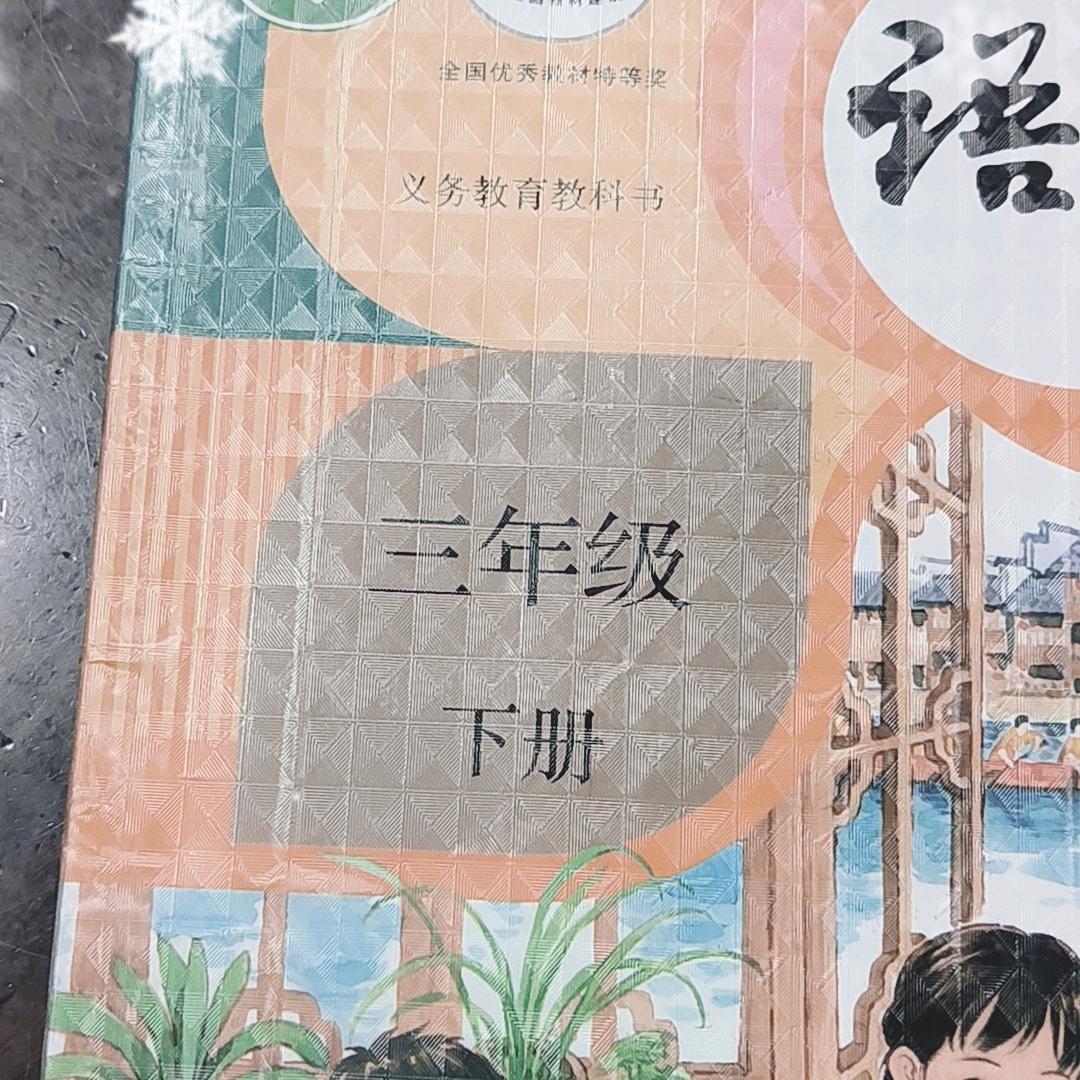 全国优秀教材特等奖
义务教育教科书
语
三年级
下册